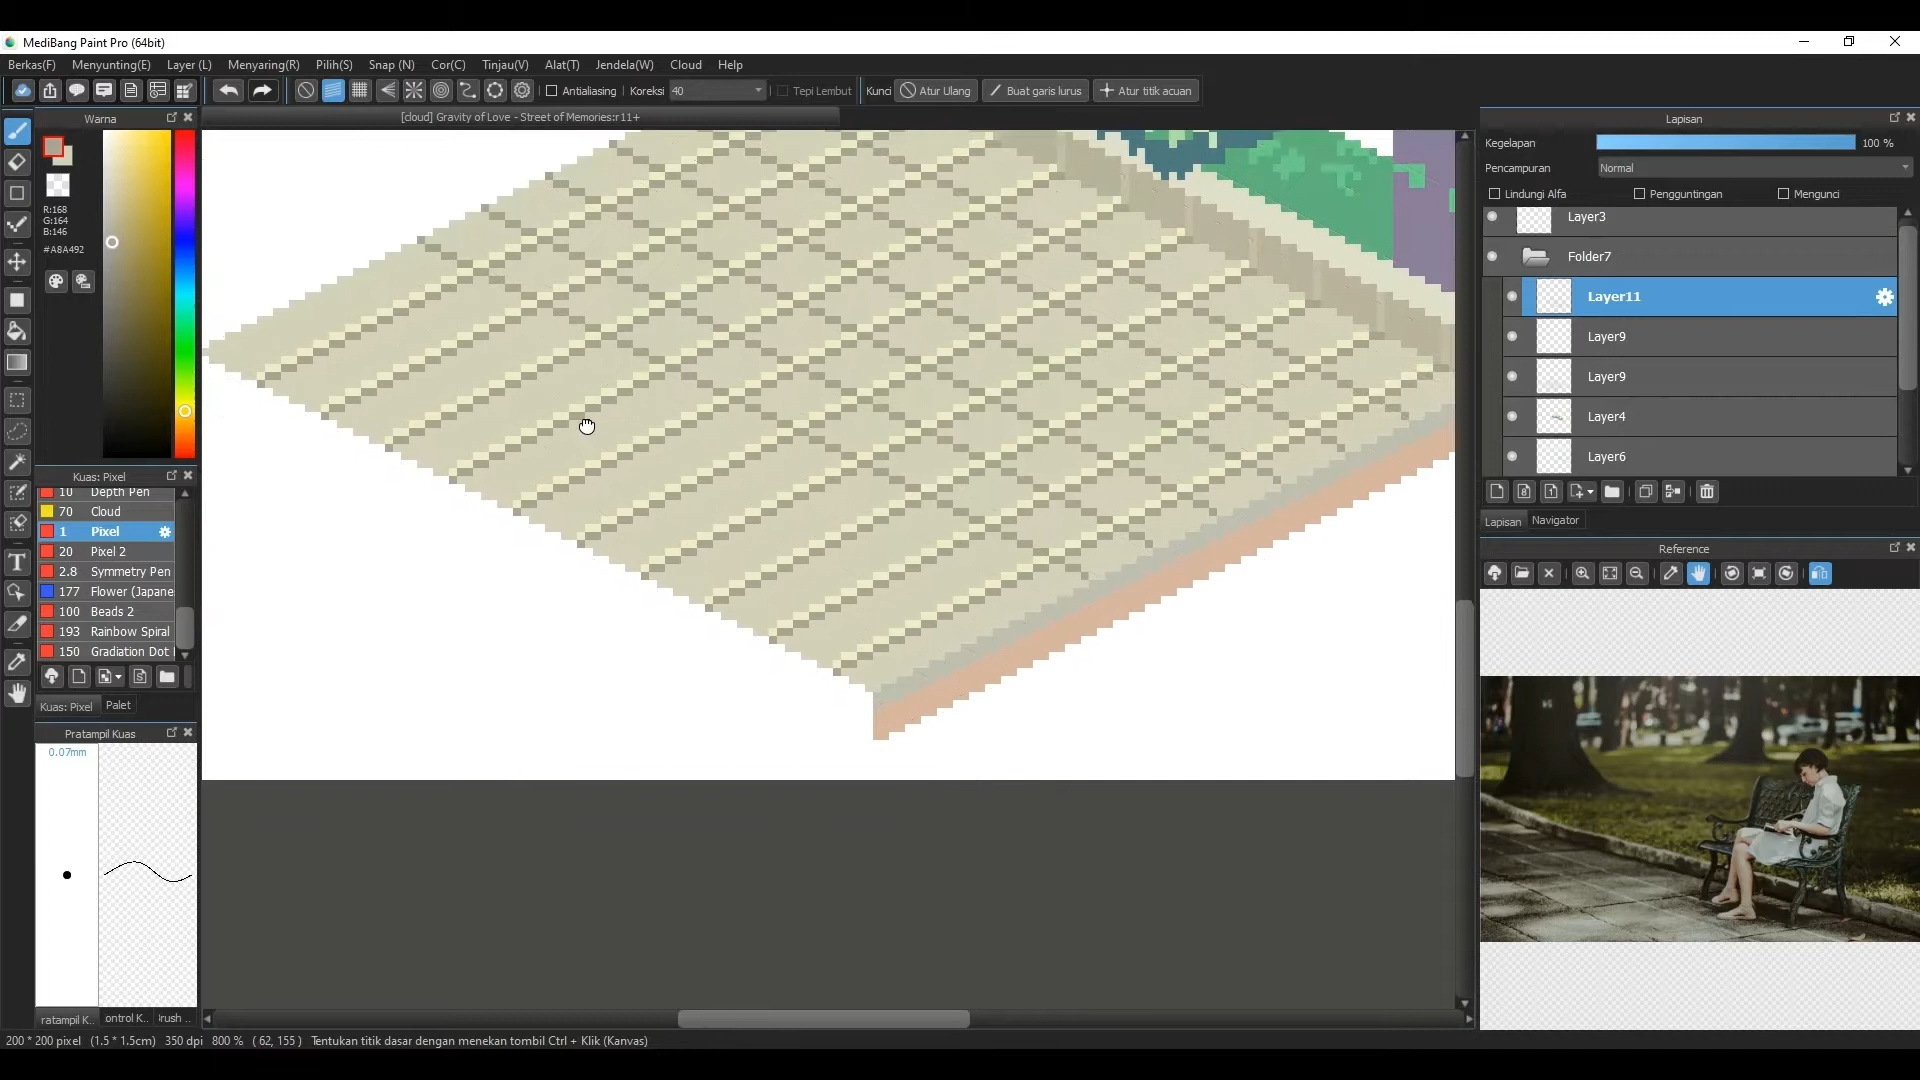 MediBang Paint Pro (64bit)
Berkas(F) Menyunting(E) Layer (L) Menyaring(R) Pilih(S) Snap (N) Cor(C) Tinjau(V) Alat(T) Jendela(W) Cloud Help
Antialiasing Koreksi 40 Tepi Lembut Kunci Atur Ulang Buat garis lurus Atur titik acuan
[cloud] Gravity of Love - Street of Memories:r11+
Warna
R:168
G:164
B:146
#A8A492
Kuas: Pixel
10 Depth Pen
70 Cloud
1 Pixel
20 Pixel 2
2.8 Symmetry Pen
177 Flower (Japane
100 Beads 2
193 Rainbow Spiral
150 Gradiation Dot
Kuas: Pixel Palet
Pratampil Kuas
0.07mm
ratampil K.. ontrol K.. rush ..
Lapisan
Kegelapan 100 %
Pencampuran Normal
Lindungi Alfa Pengguntingan Mengunci
Layer3
Folder7
Layer11
Layer9
Layer9
Layer4
Layer6
Lapisan Navigator
Reference
200 * 200 pixel (1.5 * 1.5cm) 350 dpi 800 % ( 62, 155 ) Tentukan titik dasar dengan menekan tombil Ctrl + Klik (Kanvas)